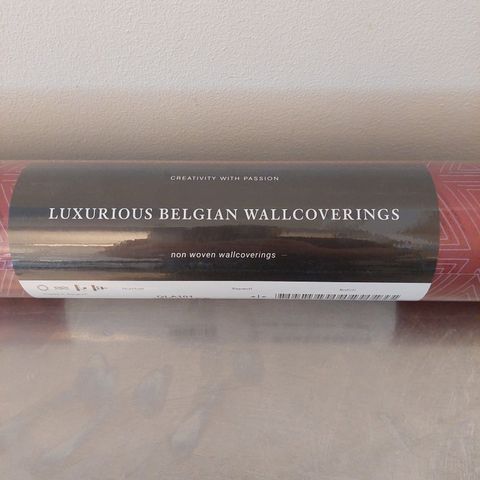 CREATIVITY WITH PASSION
LUXURIOUS BELGIAN WALLCOVERINGS
non woven wallcoverings